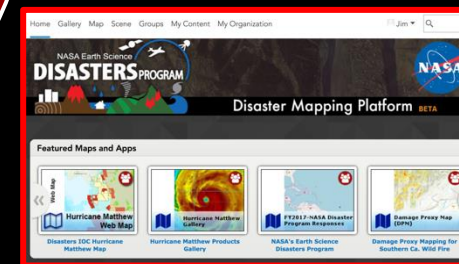 Home Gallery Map Scene Groups My Content My Organization Jim
NASA Earth Science
DISASTERS PROGRAM
NASA
Disaster Mapping Platform BETA
Featured Maps and Apps
Web Map
Hurricane Matthew
Web Map
Hurricane Matthew
Gallery
FY2017-NASA Disaster
Program Responses
Damage Proxy Map
(DPM)
Disasters IOC Hurricane
Matthew Map
Hurricane Matthew Products
Gallery
NASA's Earth Science
Disasters Program
Damage Proxy Mapping for
Southern Ca. Wild Fire